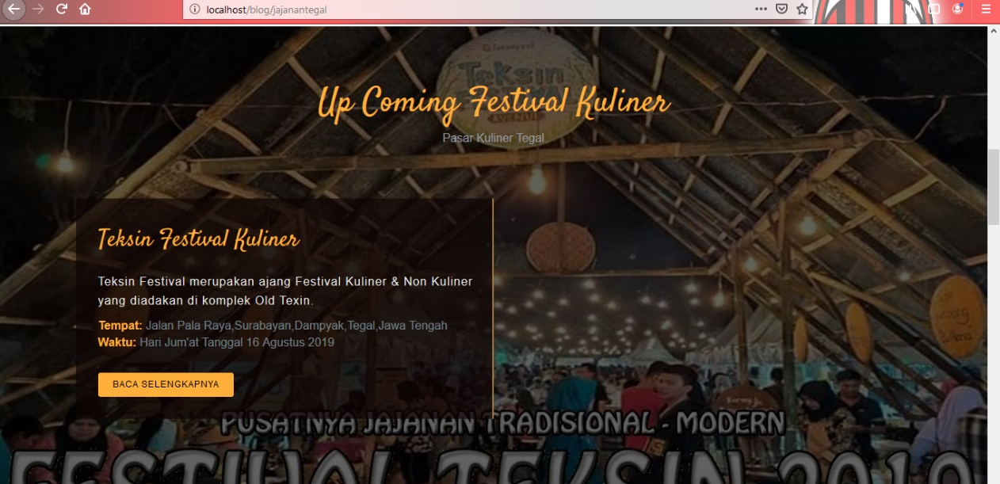 localhost/blog/jajanantegal
Teksin
AVENUE
Up Coming Festival Kuliner
Pasar Kuliner Tegal
Teksin Festival Kuliner
Teksin Festival merupakan ajang Festival Kuliner & Non Kuliner
yang diadakan di komplek Old Texin.
Tempat: Jalan Pala Raya,Surabayan,Dampyak,Tegal,Jawa Tengah
Waktu: Hari Jum'at Tanggal 16 Agustus 2019
BACA SELENGKAPNYA
PUSATNYA JAJANAN TRADISIONAL - MODERN
FESTIVAL TEKSIN 2019